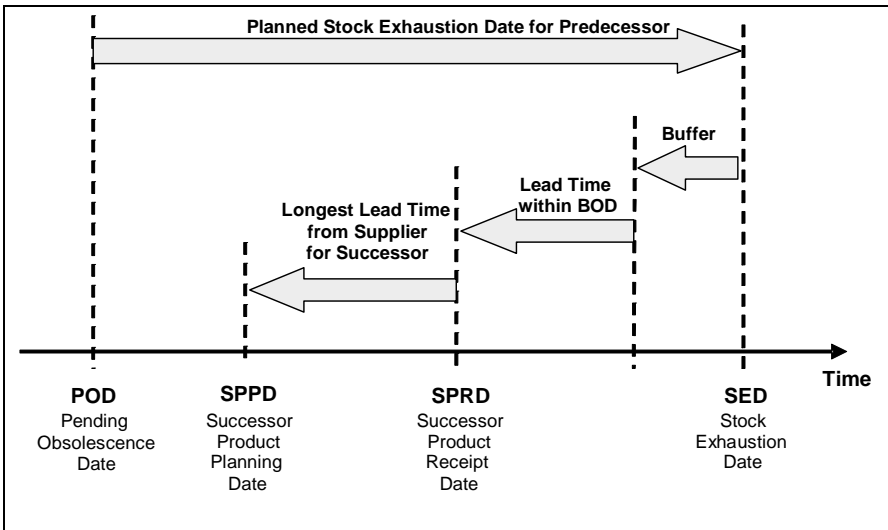 Planned Stock Exhaustion Date for Predecessor
Buffer
Lead Time
within BOD
Longest Lead Time
from Supplier
for Successor
Time
POD
Pending
Obsolescence
Date
SPPD
Successor
Product
Planning
Date
SPRD
Successor
Product
Receipt
Date
SED
Stock
Exhaustion
Date